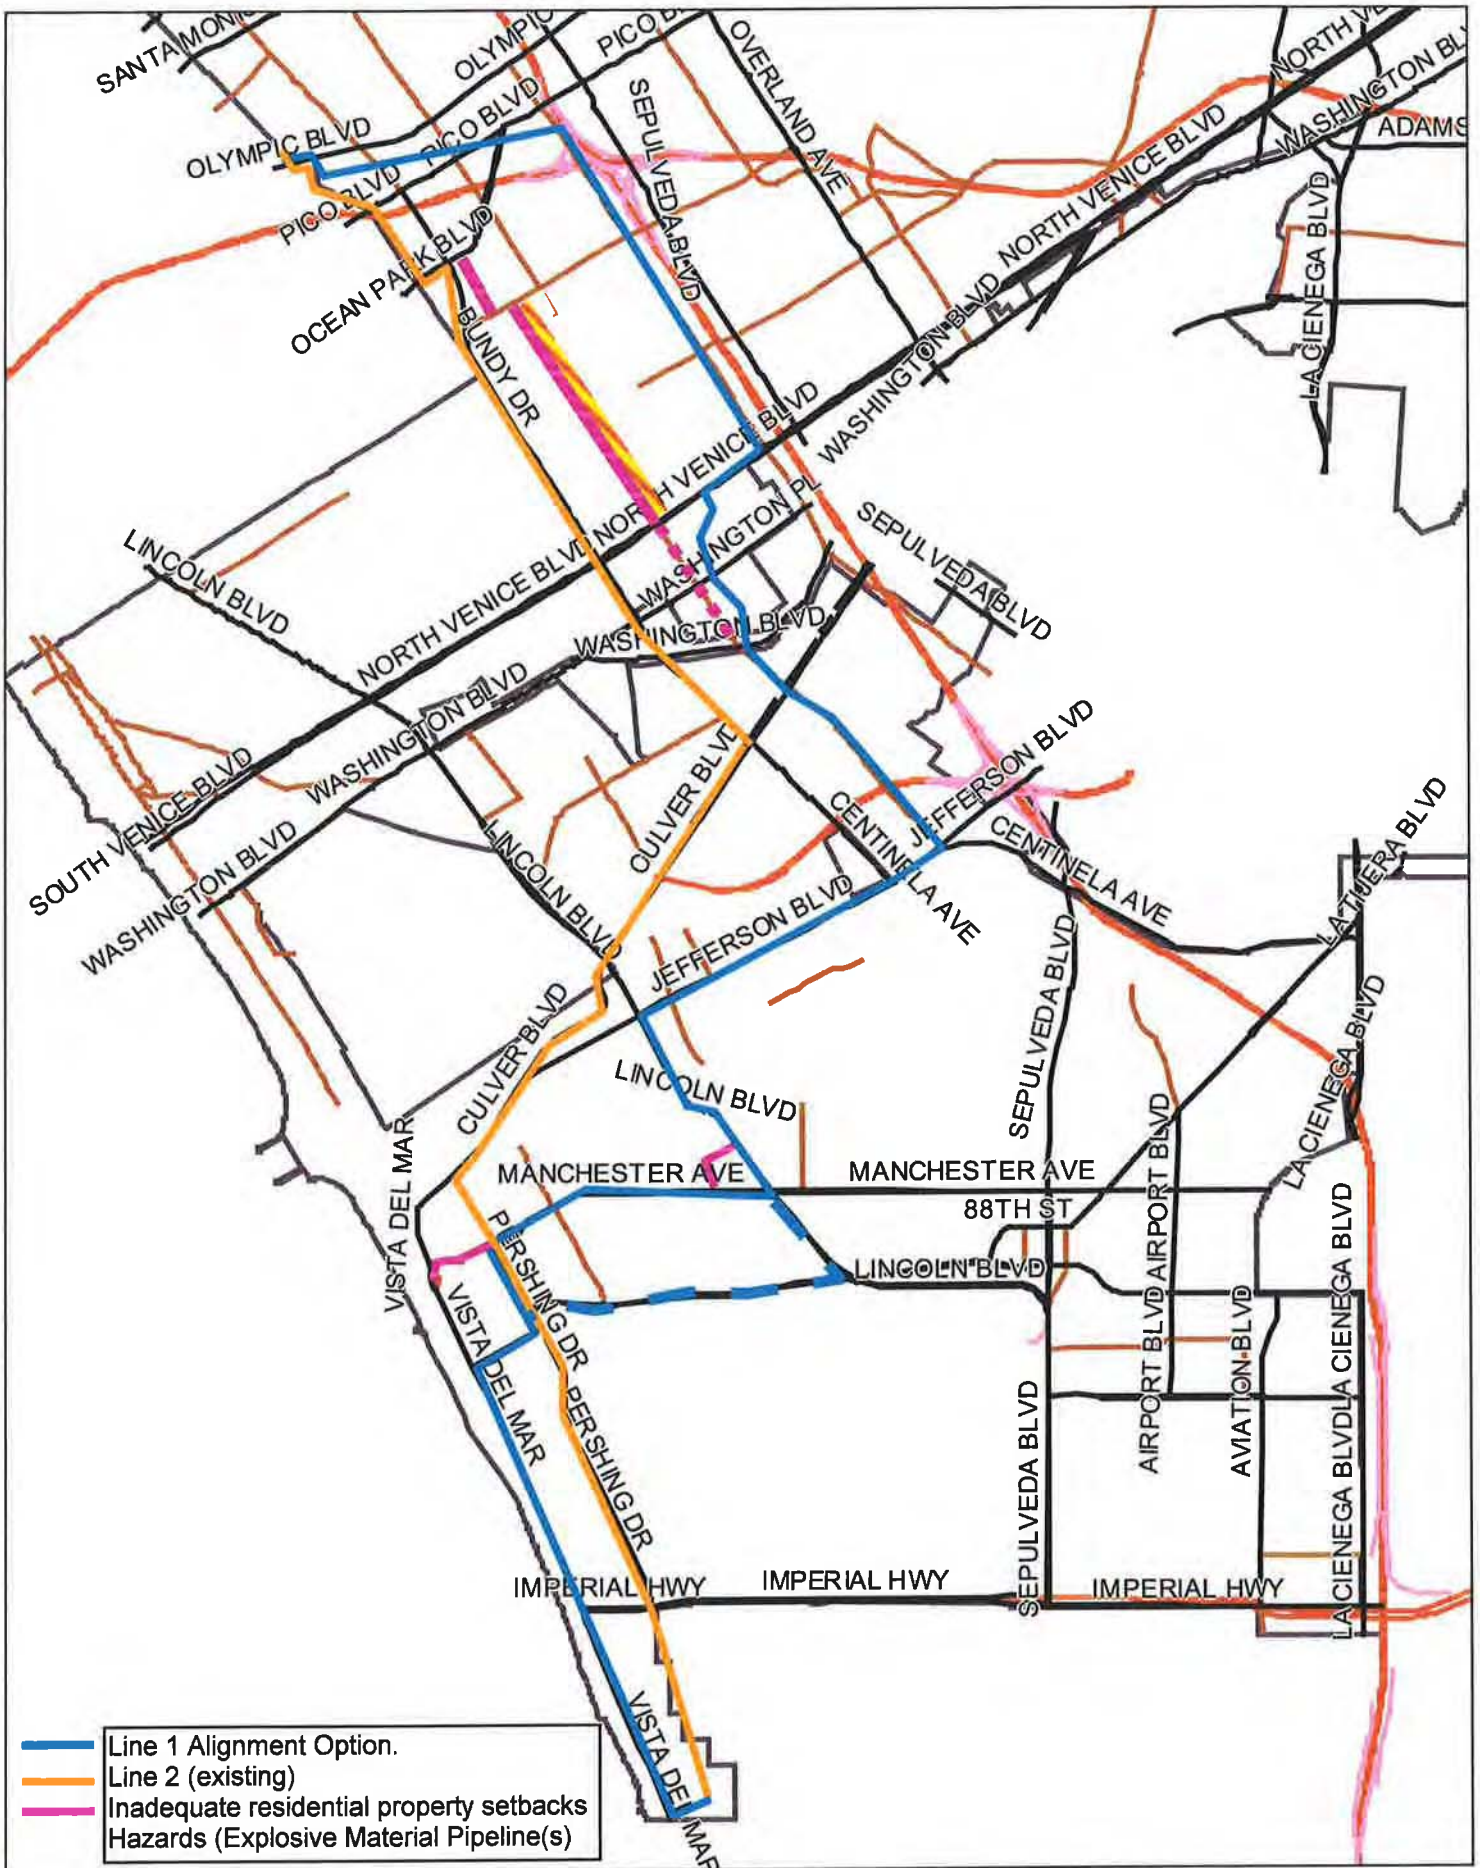 SANTA MONIC
OLYMPIC
PICO B
OVERLAND AVE
NORTH VE
WASHINGTON BL
ADAMS
OLYMPIC BLVD
PICO BLVD
SEPULVEDA BLVD
NORTH VENICE BLVD
LA CIENEGA BLVD
PICO BLVD
OCEAN PARK BLVD
BUNDY DR
WASHINGTON BLVD
NORTH VENICE BLVD
WASHINGTON PL
SEPULVEDA BLVD
LINCOLN BLVD
NORTH VENICE BLVD
WASHINGTON BLVD
WASHINGTON BLVD
SOUTH VENICE BLVD
WASHINGTON BLVD
CULVER BLVD
CENTINELA AVE
JEFFERSON BLVD
CENTINELA AVE
LA TIJERA BLVD
LINCOLN BLVD
JEFFERSON BLVD
CULVER BLVD
SEPULVEDA BLVD
LA CIENEGA BLVD
LINCOLN BLVD
VISTA DEL MAR
MANCHESTER AVE
MANCHESTER AVE
88TH ST
AIRPORT BLVD
LINCOLN BLVD
PERSHING DR
VISTA DEL MAR
PERSHING DR
AIRPORT BLVD
AVIATION BLVD
LA CIENEGA BLVD
LA CIENEGA BLVD
SEPULVEDA BLVD
IMPERIAL HWY
IMPERIAL HWY
IMPERIAL HWY
VISTA DEL MAR
Line 1 Alignment Option.
Line 2 (existing)
Inadequate residential property setbacks
Hazards (Explosive Material Pipeline(s)